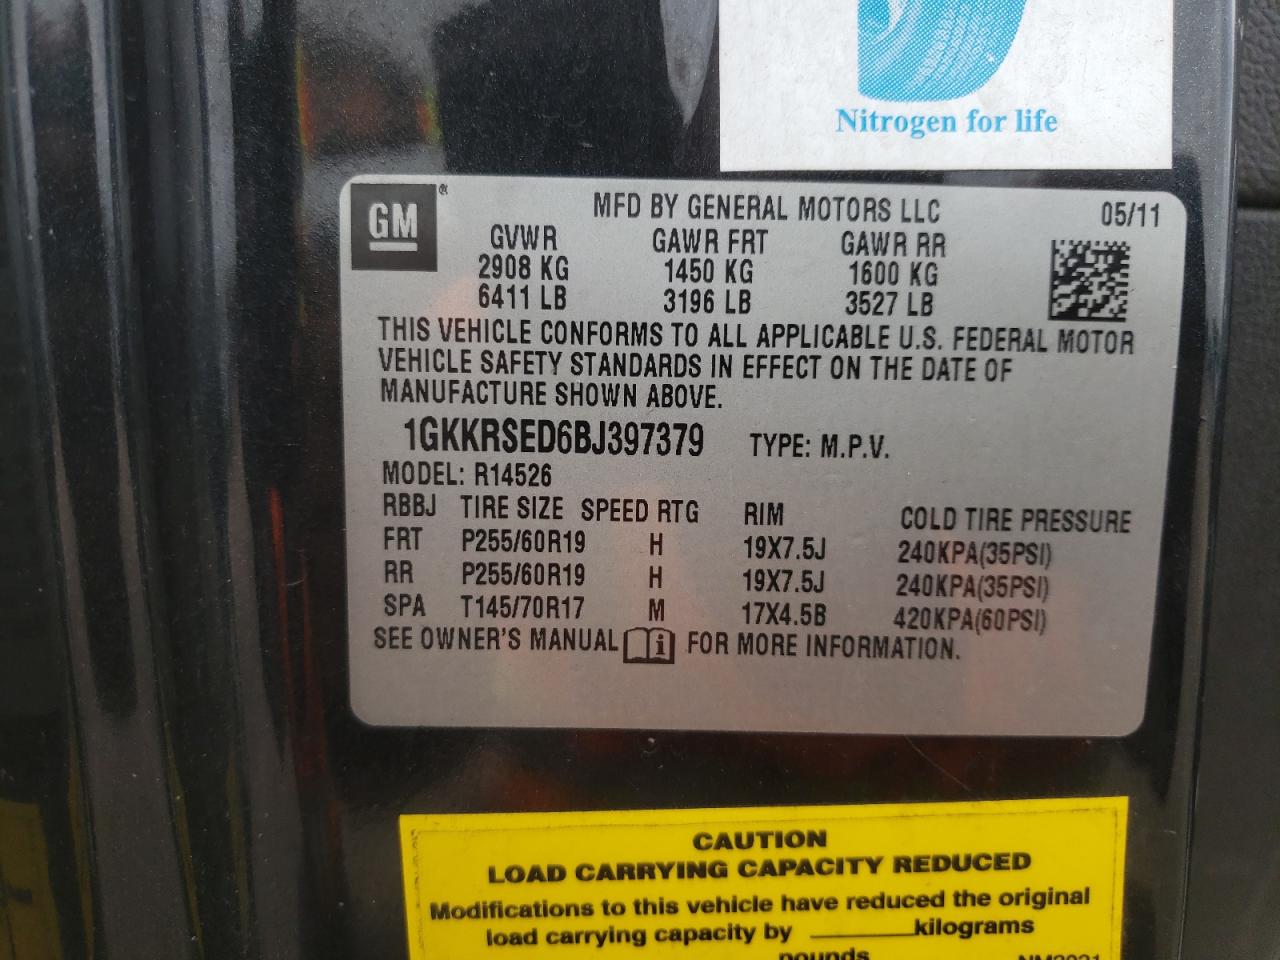 Nitrogen for life
GM ®
MFD BY GENERAL MOTORS LLC 05/11
GVWR GAWR FRT GAWR RR
2908 KG 1450 KG 1600 KG
6411 LB 3196 LB 3527 LB
THIS VEHICLE CONFORMS TO ALL APPLICABLE U.S. FEDERAL MOTOR
VEHICLE SAFETY STANDARDS IN EFFECT ON THE DATE OF
MANUFACTURE SHOWN ABOVE.
1GKKRSED6BJ397379 TYPE: M.P.V.
MODEL: R14526
RBBJ TIRE SIZE SPEED RTG RIM COLD TIRE PRESSURE
FRT P255/60R19 H 19X7.5J 240KPA(35PSI)
RR P255/60R19 H 19X7.5J 240KPA(35PSI)
SPA T145/70R17 M 17X4.5B 420KPA(60PSI)
SEE OWNER'S MANUAL i FOR MORE INFORMATION.
CAUTION
LOAD CARRYING CAPACITY REDUCED
Modifications to this vehicle have reduced the original
load carrying capacity by ________kilograms
pounds